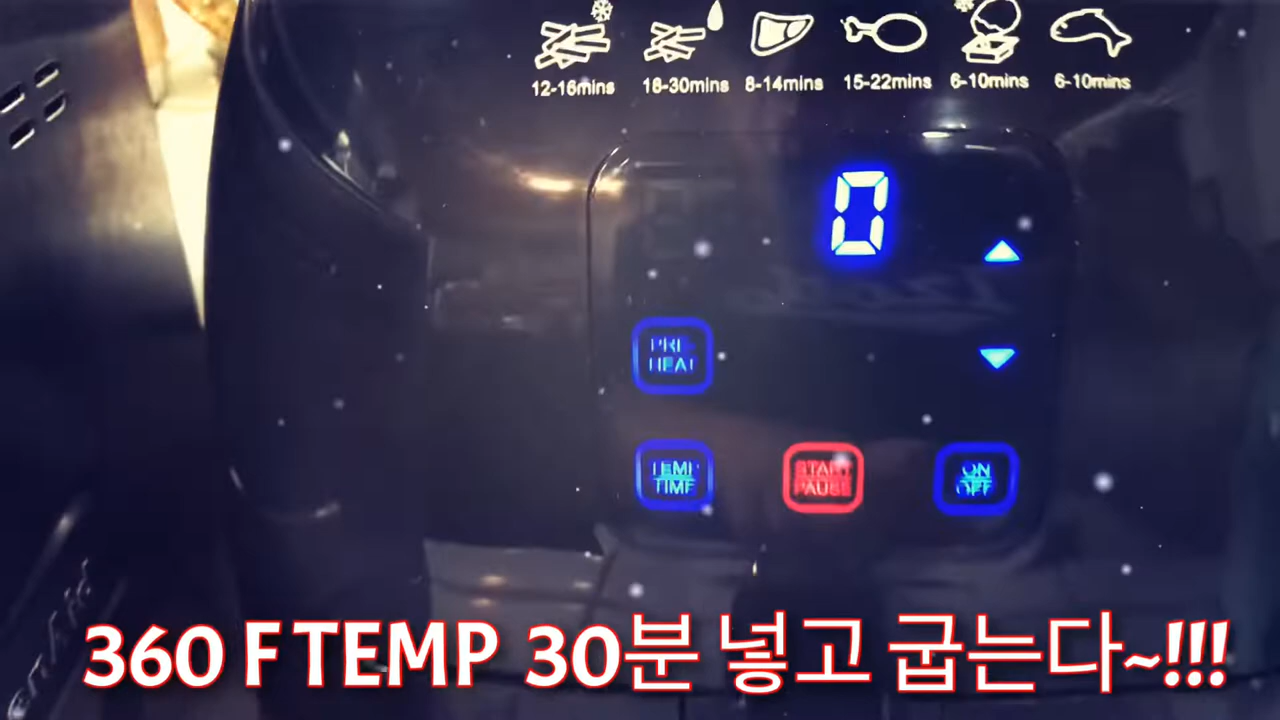 12-16mins 18-30mins 8-14mins 15-22mins 6-10mins 6-10mins
0
PRE-
HEAT
TEMP
TIME
START
PAUSE
ON
OFF
360 F TEMP 30분 넣고 굽는다~!!!